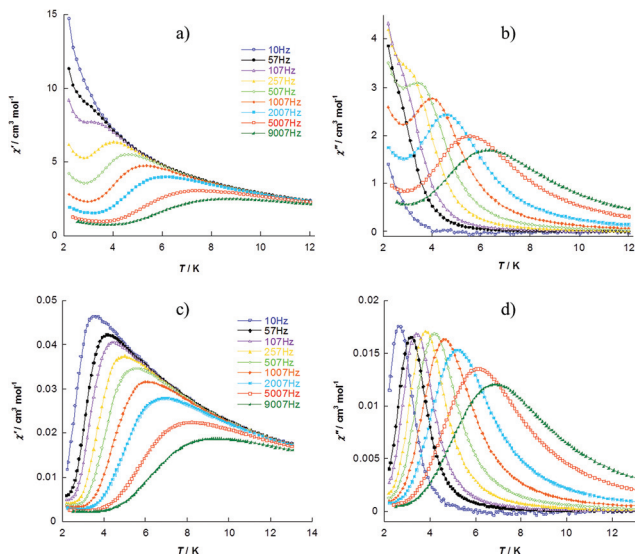 a)
χ' / cm³ mol⁻¹
15
10
5
0
2 4 6 8 10 12
T / K
10Hz
57Hz
107Hz
257Hz
507Hz
1007Hz
2007Hz
5007Hz
9007Hz
b)
χ" / cm³ mol⁻¹
4
3
2
1
0
2 4 6 8 10 12
T / K
c)
χ' / cm³ mol⁻¹
0.05
0.04
0.03
0.02
0.01
0
2 4 6 8 10 12 14
T / K
10Hz
57Hz
107Hz
257Hz
507Hz
1007Hz
2007Hz
5007Hz
9007Hz
d)
χ" / cm³ mol⁻¹
0.02
0.015
0.01
0.005
0
2 4 6 8 10 12
T / K